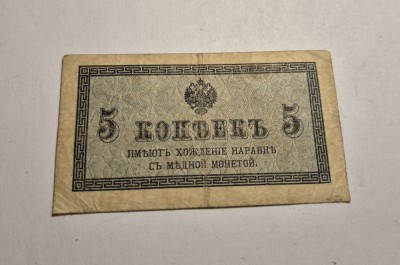 5 КОПѢЕКЪ 5
ИМѢЮТЪ ХОЖДЕНІЕ НАРАВНѢ
СЪ МѢДНОЙ МОНЕТОЙ.